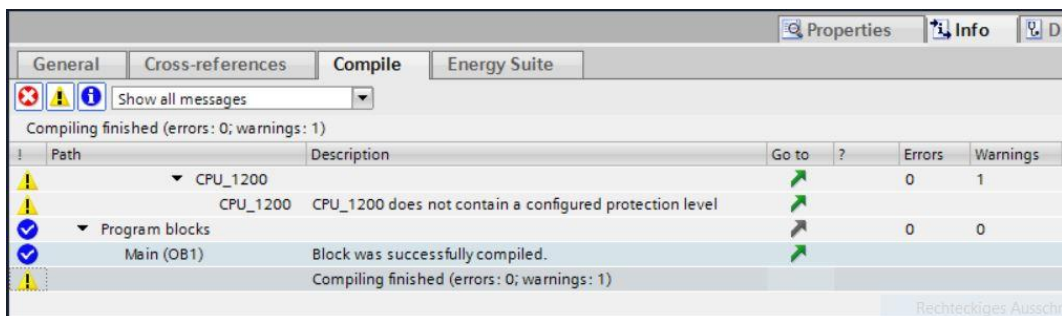 Properties Info D
General Cross-references Compile Energy Suite
Show all messages
Compiling finished (errors: 0; warnings: 1)
! Path Description Go to ? Errors Warnings
CPU_1200 0 1
CPU_1200 CPU_1200 does not contain a configured protection level
Program blocks 0 0
Main (OB1) Block was successfully compiled.
Compiling finished (errors: 0; warnings: 1)
Rechteckiges Ausschn